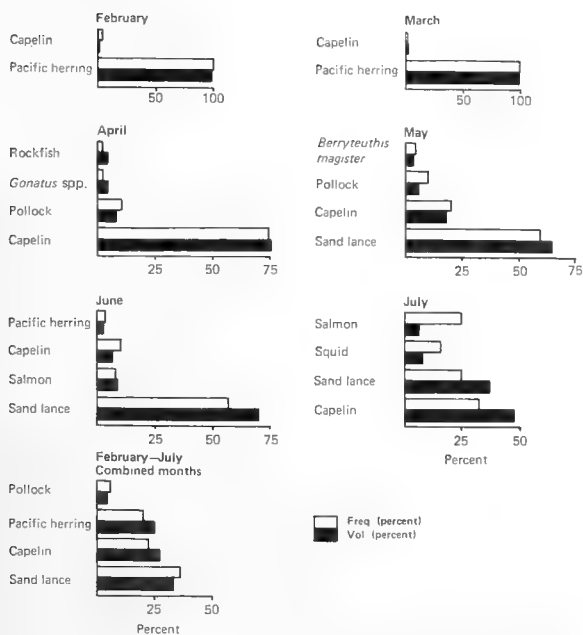 February
Capelin
Pacific herring
50
100
March
Capelin
Pacific herring
50
100
April
Rockfish
Gonatus spp.
Pollock
Capelin
25
50
75
May
Berryteuthis
magister
Pollock
Capelin
Sand lance
25
50
75
June
Pacific herring
Capelin
Salmon
Sand lance
25
50
75
July
Salmon
Squid
Sand lance
Capelin
25
50
Percent
February—July
Combined months
Pollock
Pacific herring
Capelin
Sand lance
25
50
Percent
Freq (percent)
Vol (percent)